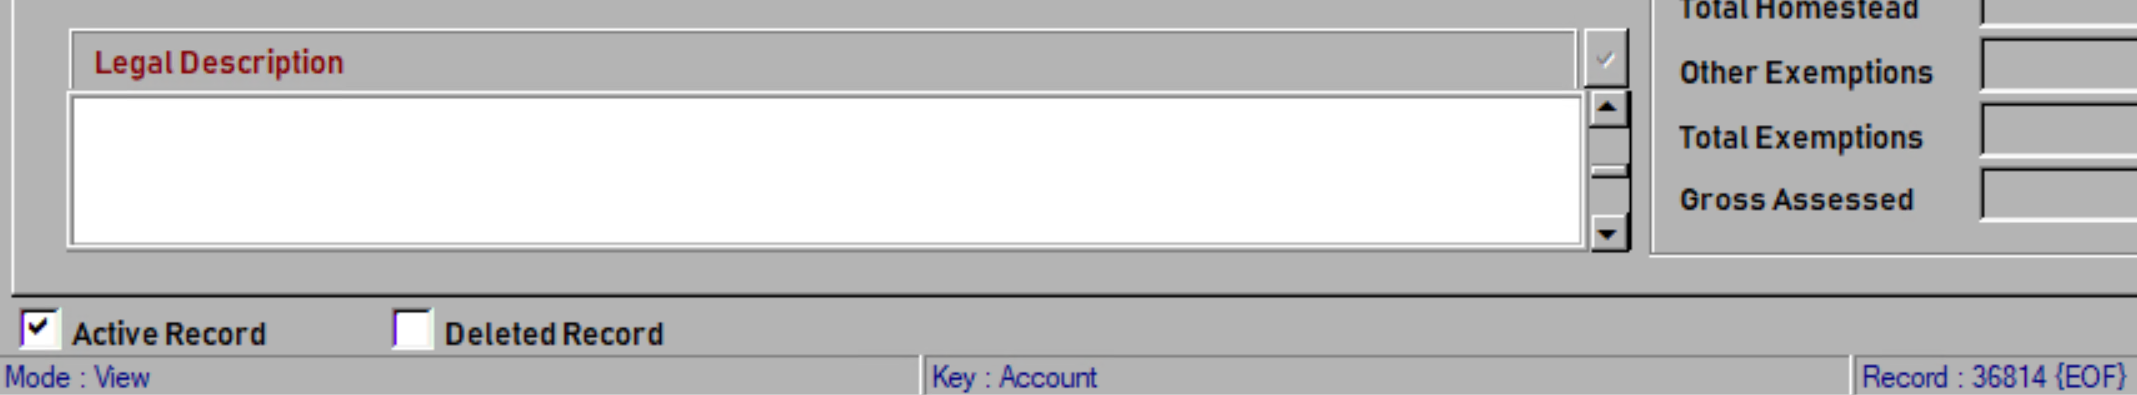 Total Homestead
Legal Description
Other Exemptions
Total Exemptions
Gross Assessed
Active Record
Deleted Record
Mode : View
Key : Account
Record : 36814 {EOF}